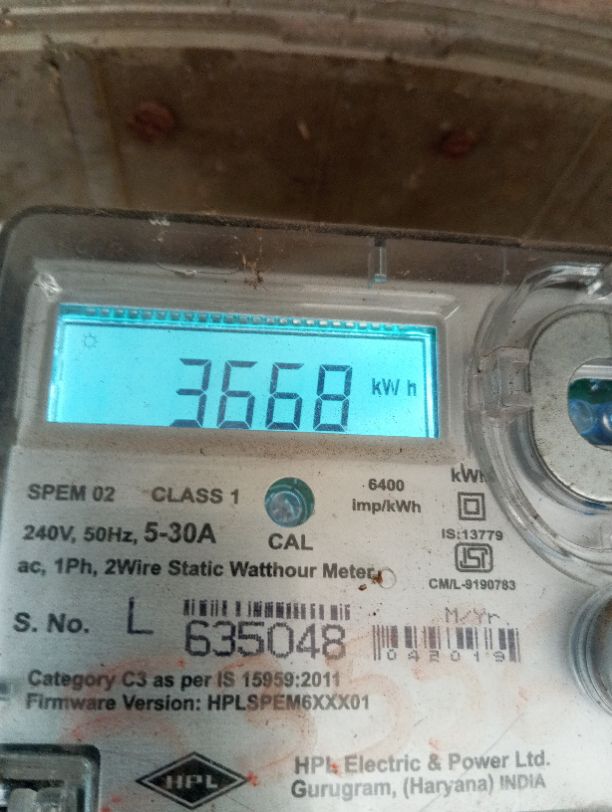 3668 kW h
SPEM 02 CLASS 1
6400 imp/kWh
kWh
240V, 50Hz, 5-30A
CAL
IS:13779
ac, 1Ph, 2Wire Static Watthour Meter
CM/L-9190783
S. No. L 635048
M/Yr.
042019
Category C3 as per IS 15959:2011
Firmware Version: HPLSPEM6XXX01
HPL
HPL Electric & Power Ltd.
Gurugram, (Haryana) INDIA